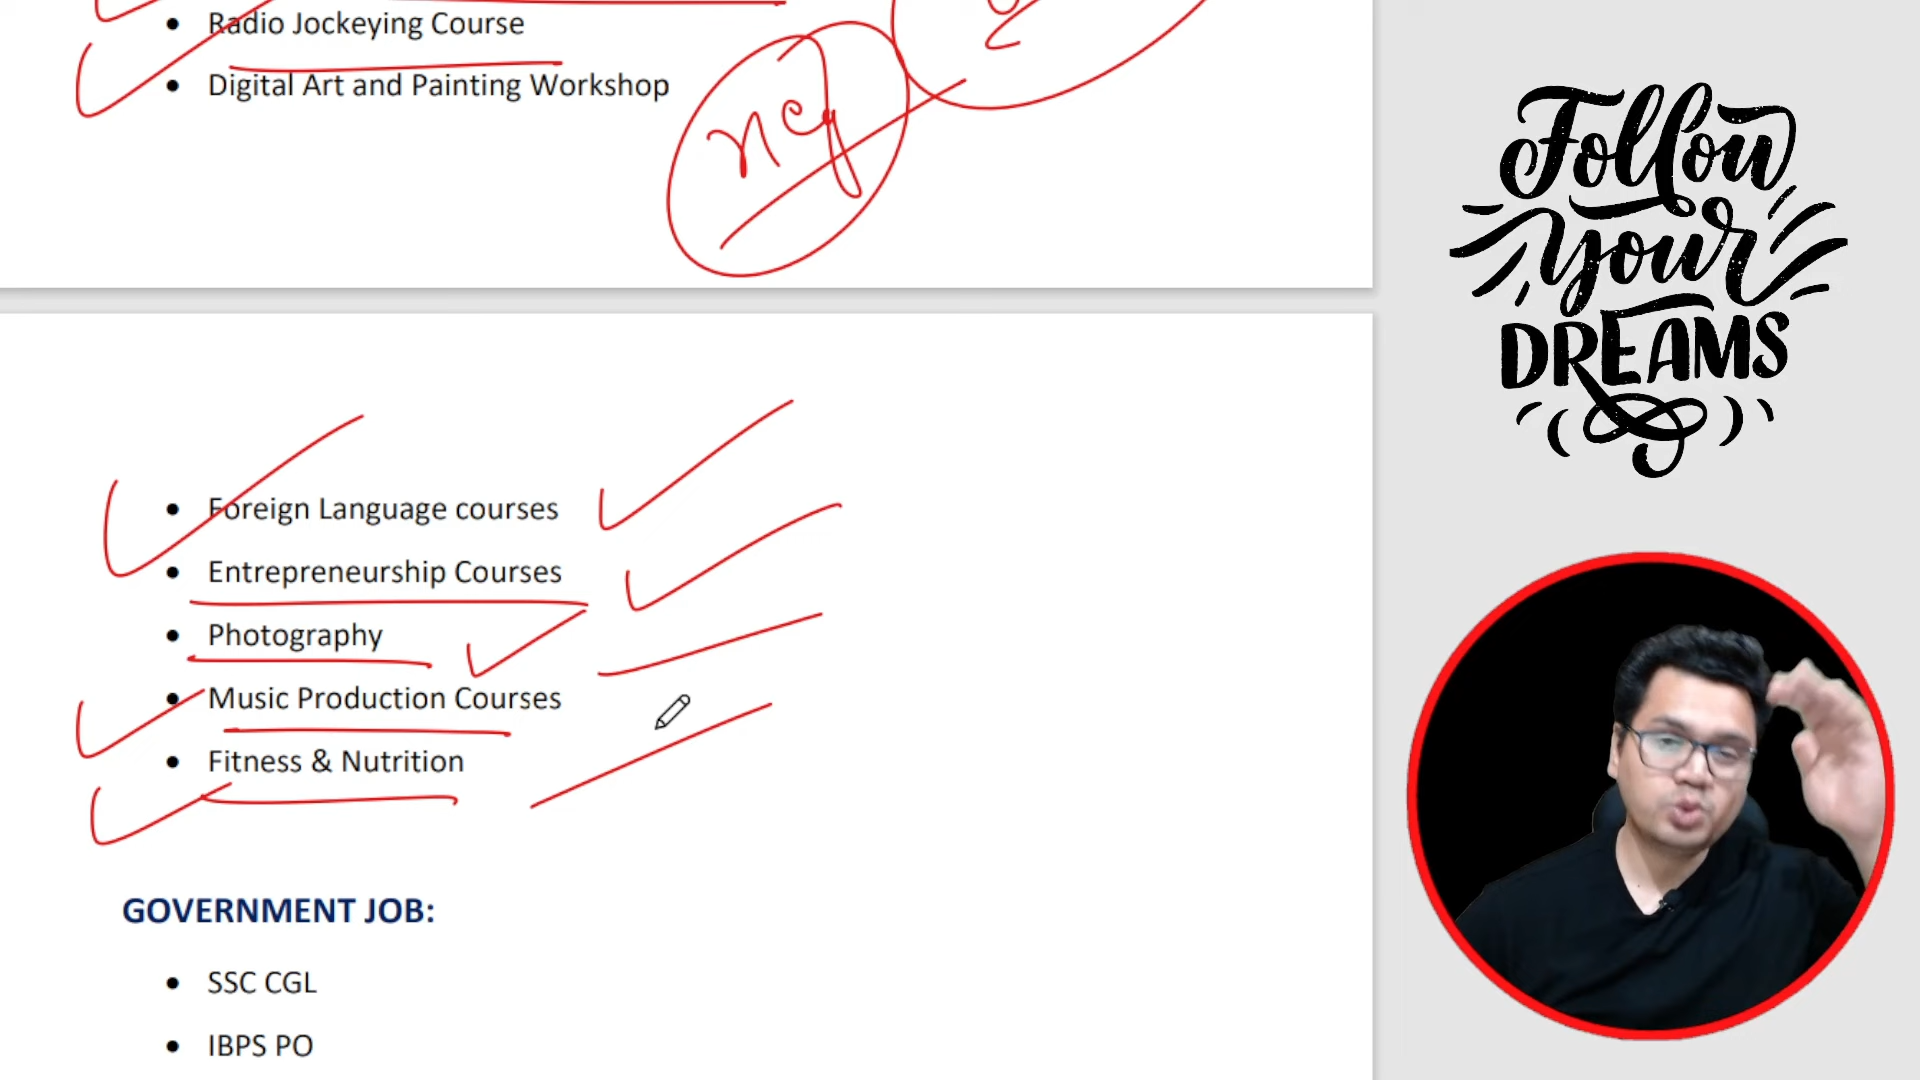 Radio Jockeying Course
Digital Art and Painting Workshop
Foreign Language courses
Entrepreneurship Courses
Photography
Music Production Courses
Fitness & Nutrition
GOVERNMENT JOB:
SSC CGL
IBPS PO
Follow
your
DREAMS